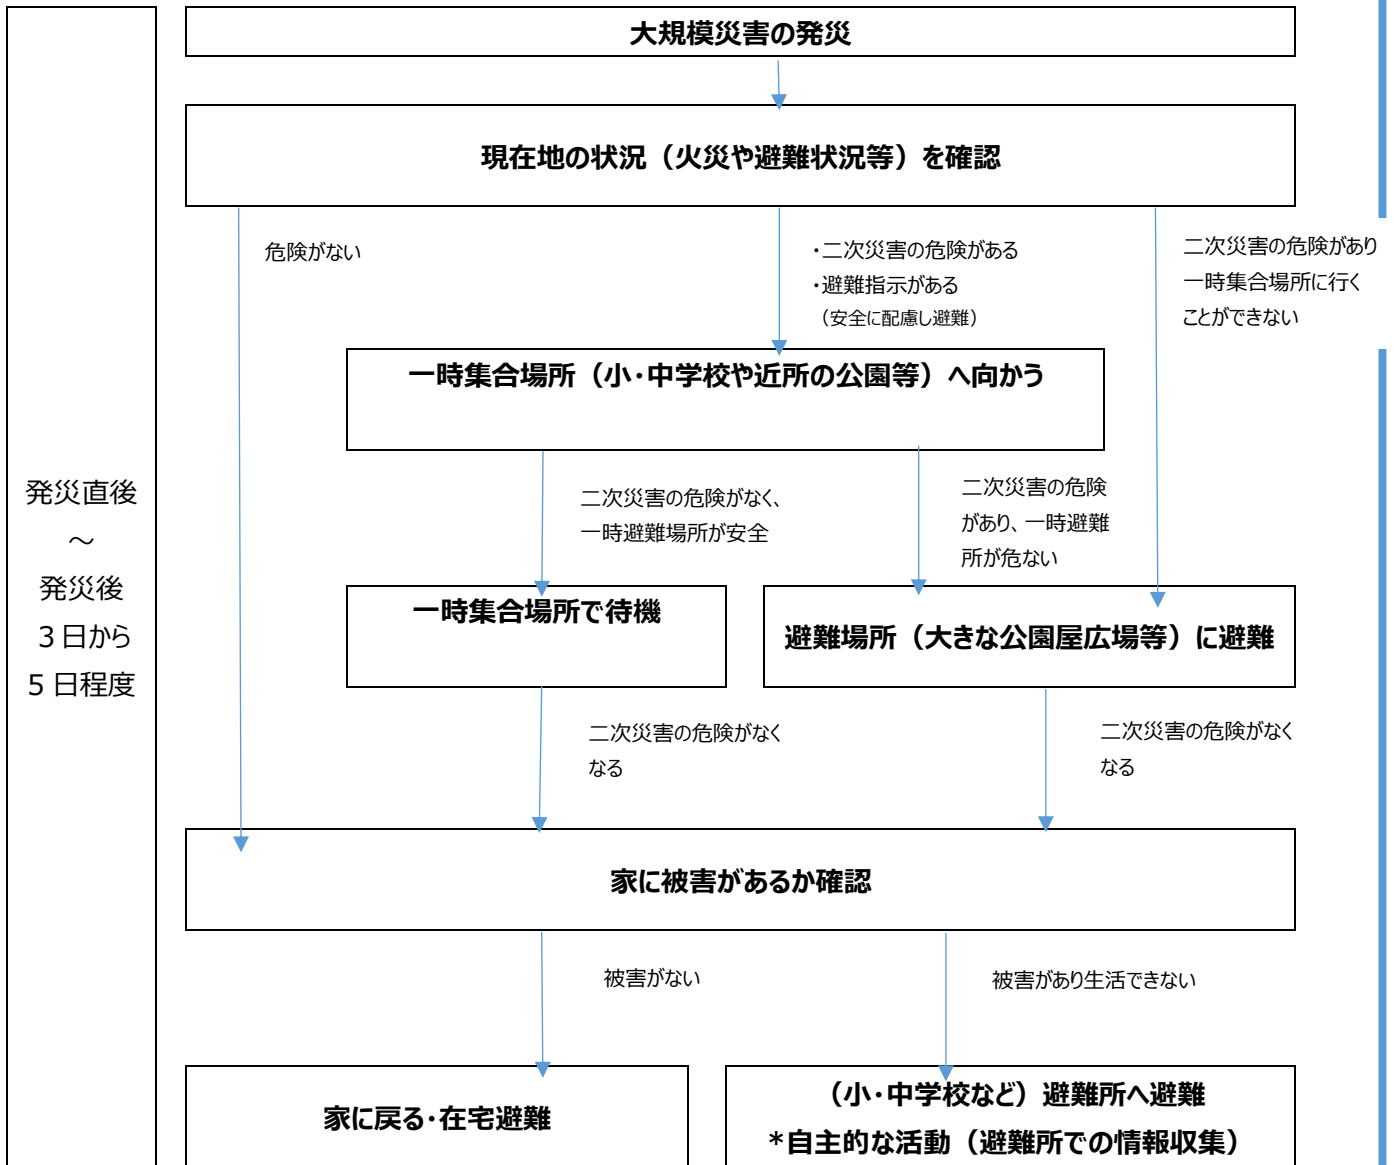 大規模災害の発災
現在地の状況（火災や避難状況等）を確認
危険がない
・二次災害の危険がある
・避難指示がある
（安全に配慮し避難）
二次災害の危険があり
一時集合場所に行く
ことができない
一時集合場所（小・中学校や近所の公園等）へ向かう
発災直後
～
発災後
３日から
５日程度
二次災害の危険がなく、
一時避難場所が安全
二次災害の危険
があり、一時避難
所が危ない
一時集合場所で待機
避難場所（大きな公園屋広場等）に避難
二次災害の危険がなく
なる
二次災害の危険がなく
なる
家に被害があるか確認
被害がない
被害があり生活できない
家に戻る・在宅避難
（小・中学校など）避難所へ避難
*自主的な活動（避難所での情報収集）